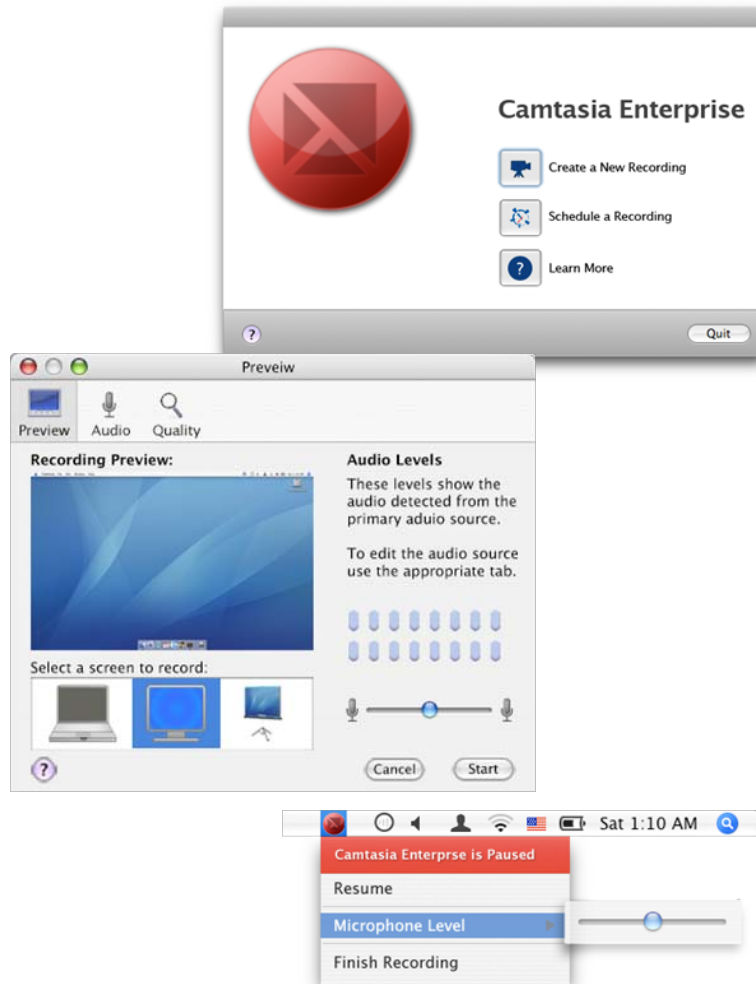 Camtasia Enterprise
Create a New Recording
Schedule a Recording
?
Learn More
?
Quit
Preveiw
Preview
Audio
Quality
Recording Preview:
Select a screen to record:
Audio Levels
These levels show the
audio detected from the
primary aduio source.
To edit the audio source
use the appropriate tab.
?
Cancel
Start
Sat 1:10 AM
Camtasia Enterprse is Paused
Resume
Microphone Level
Finish Recording